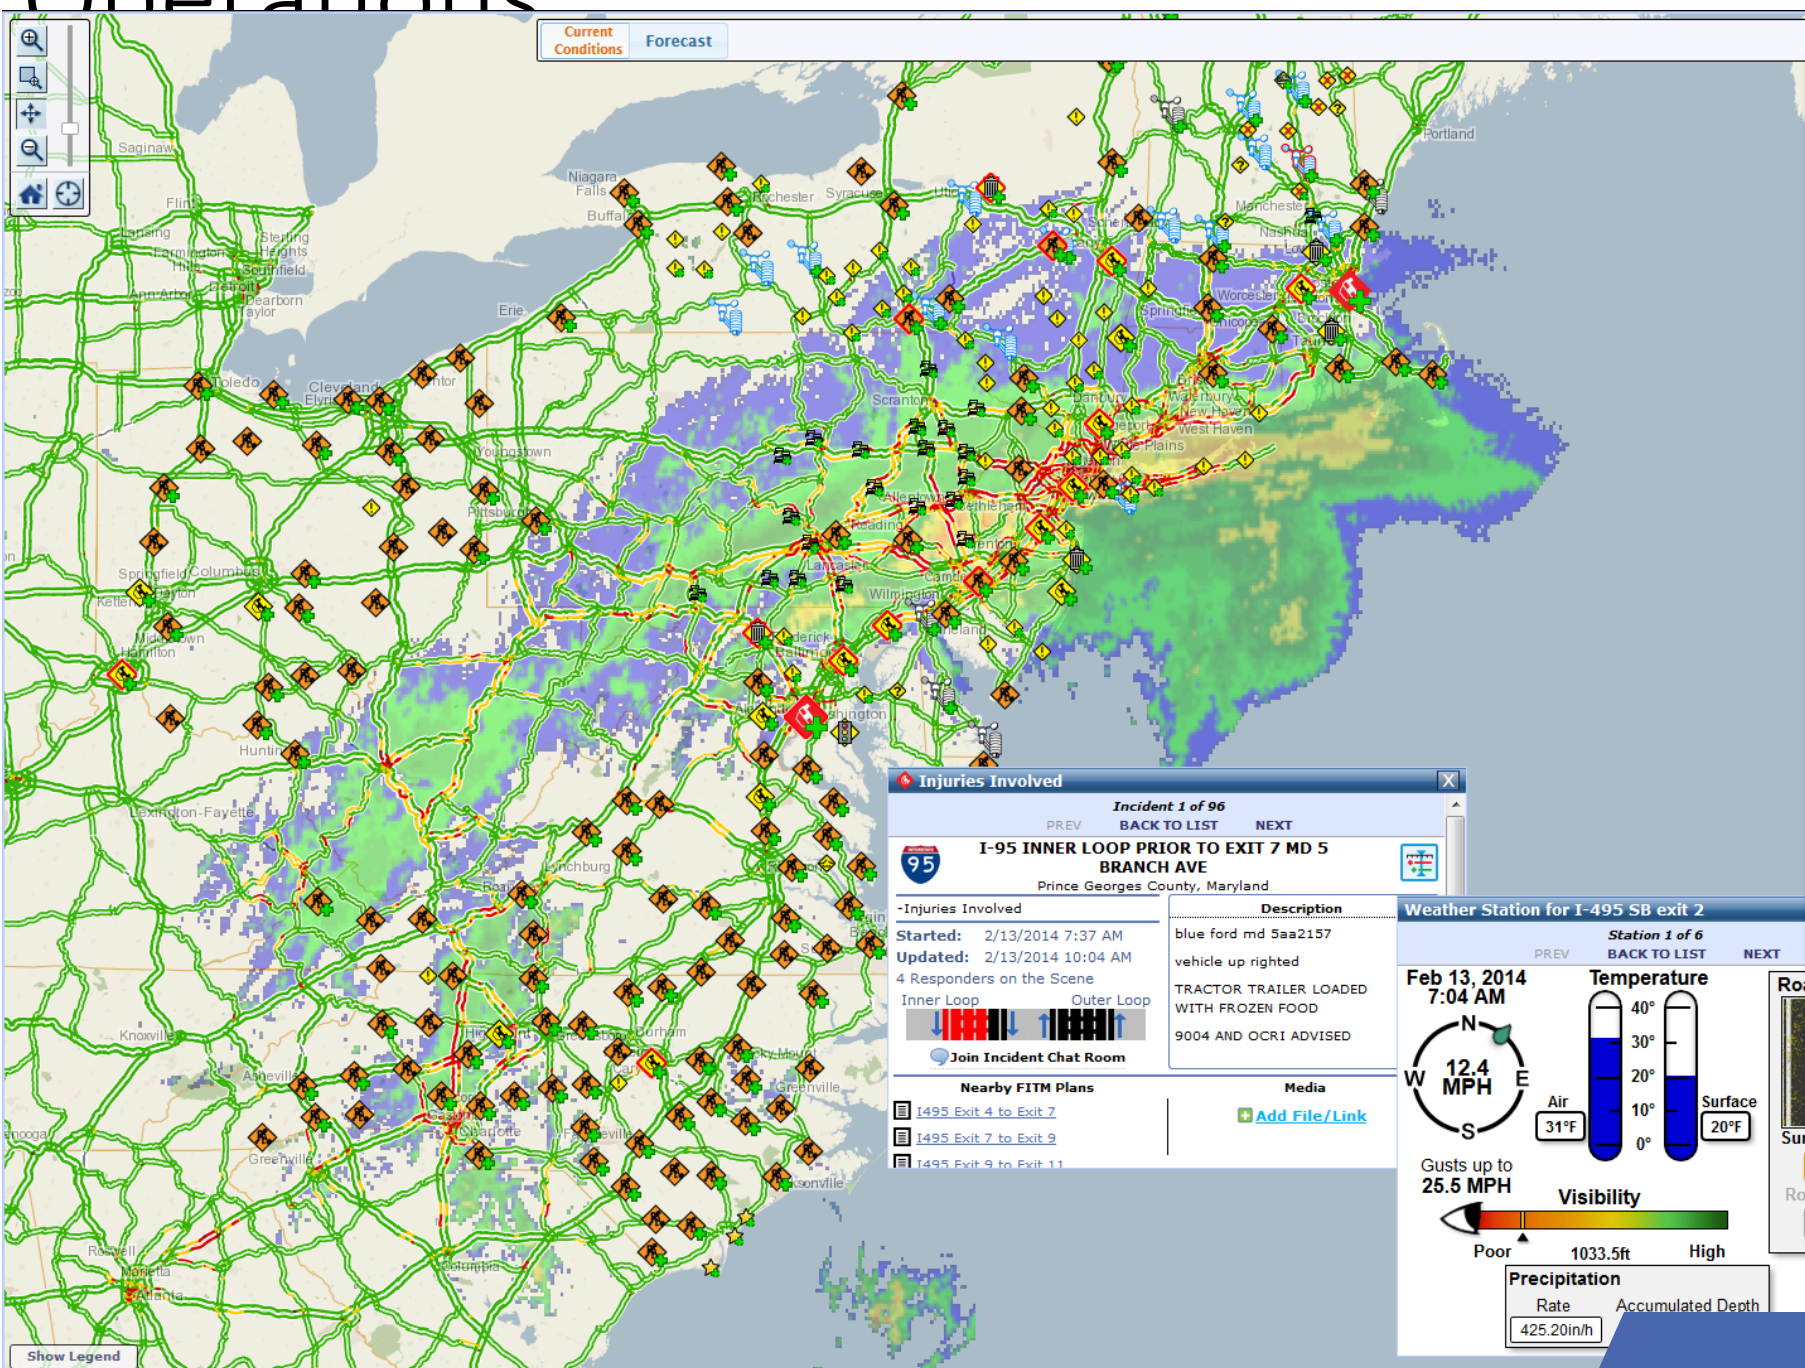 Operations
Current
Conditions
Forecast
Portland
Saginaw
Niagara
Falls
Rochester
Syracuse
Buffalo
Manchester
Flint
Lansing
Sterling
Heights
Farmington
Hills
Southfield
Detroit
Ann Arbor
Dearborn
Taylor
Erie
Worcester
Springfield
Toledo
Cleveland
Elyria
Scranton
Danbury
Waterbury
New Haven
West Haven
Youngstown
Allentown
Bethlehem
Pittsburgh
Reading
Trenton
Lancaster
Camden
Springfield
Columbus
Dayton
Kettering
Wilmington
Middletown
Hamilton
Baltimore
Lexington-Fayette
Lynchburg
Knoxville
Durham
Rocky Mount
Cary
Asheville
Greenville
Charlotte
Greenville
Roswell
Marietta
Atlanta
Columbia
Injuries Involved
X
Incident 1 of 96
PREV BACK TO LIST NEXT
95
I-95 INNER LOOP PRIOR TO EXIT 7 MD 5
BRANCH AVE
Prince Georges County, Maryland
-Injuries Involved
Started: 2/13/2014 7:37 AM
Updated: 2/13/2014 10:04 AM
4 Responders on the Scene
Inner Loop Outer Loop
Join Incident Chat Room
Description
blue ford md 5aa2157
vehicle up righted
TRACTOR TRAILER LOADED
WITH FROZEN FOOD
9004 AND OCRI ADVISED
Nearby FITM Plans
I495 Exit 4 to Exit 7
I495 Exit 7 to Exit 9
I495 Exit 9 to Exit 11
Media
Add File/Link
Weather Station for I-495 SB exit 2
Station 1 of 6
PREV BACK TO LIST NEXT
Feb 13, 2014
7:04 AM
N
W E
S
12.4
MPH
Gusts up to
25.5 MPH
Temperature
40°
30°
20°
10°
0°
Air
31°F
Surface
20°F
Visibility
Poor 1033.5ft High
Precipitation
Rate Accumulated Depth
425.20in/h
Show Legend